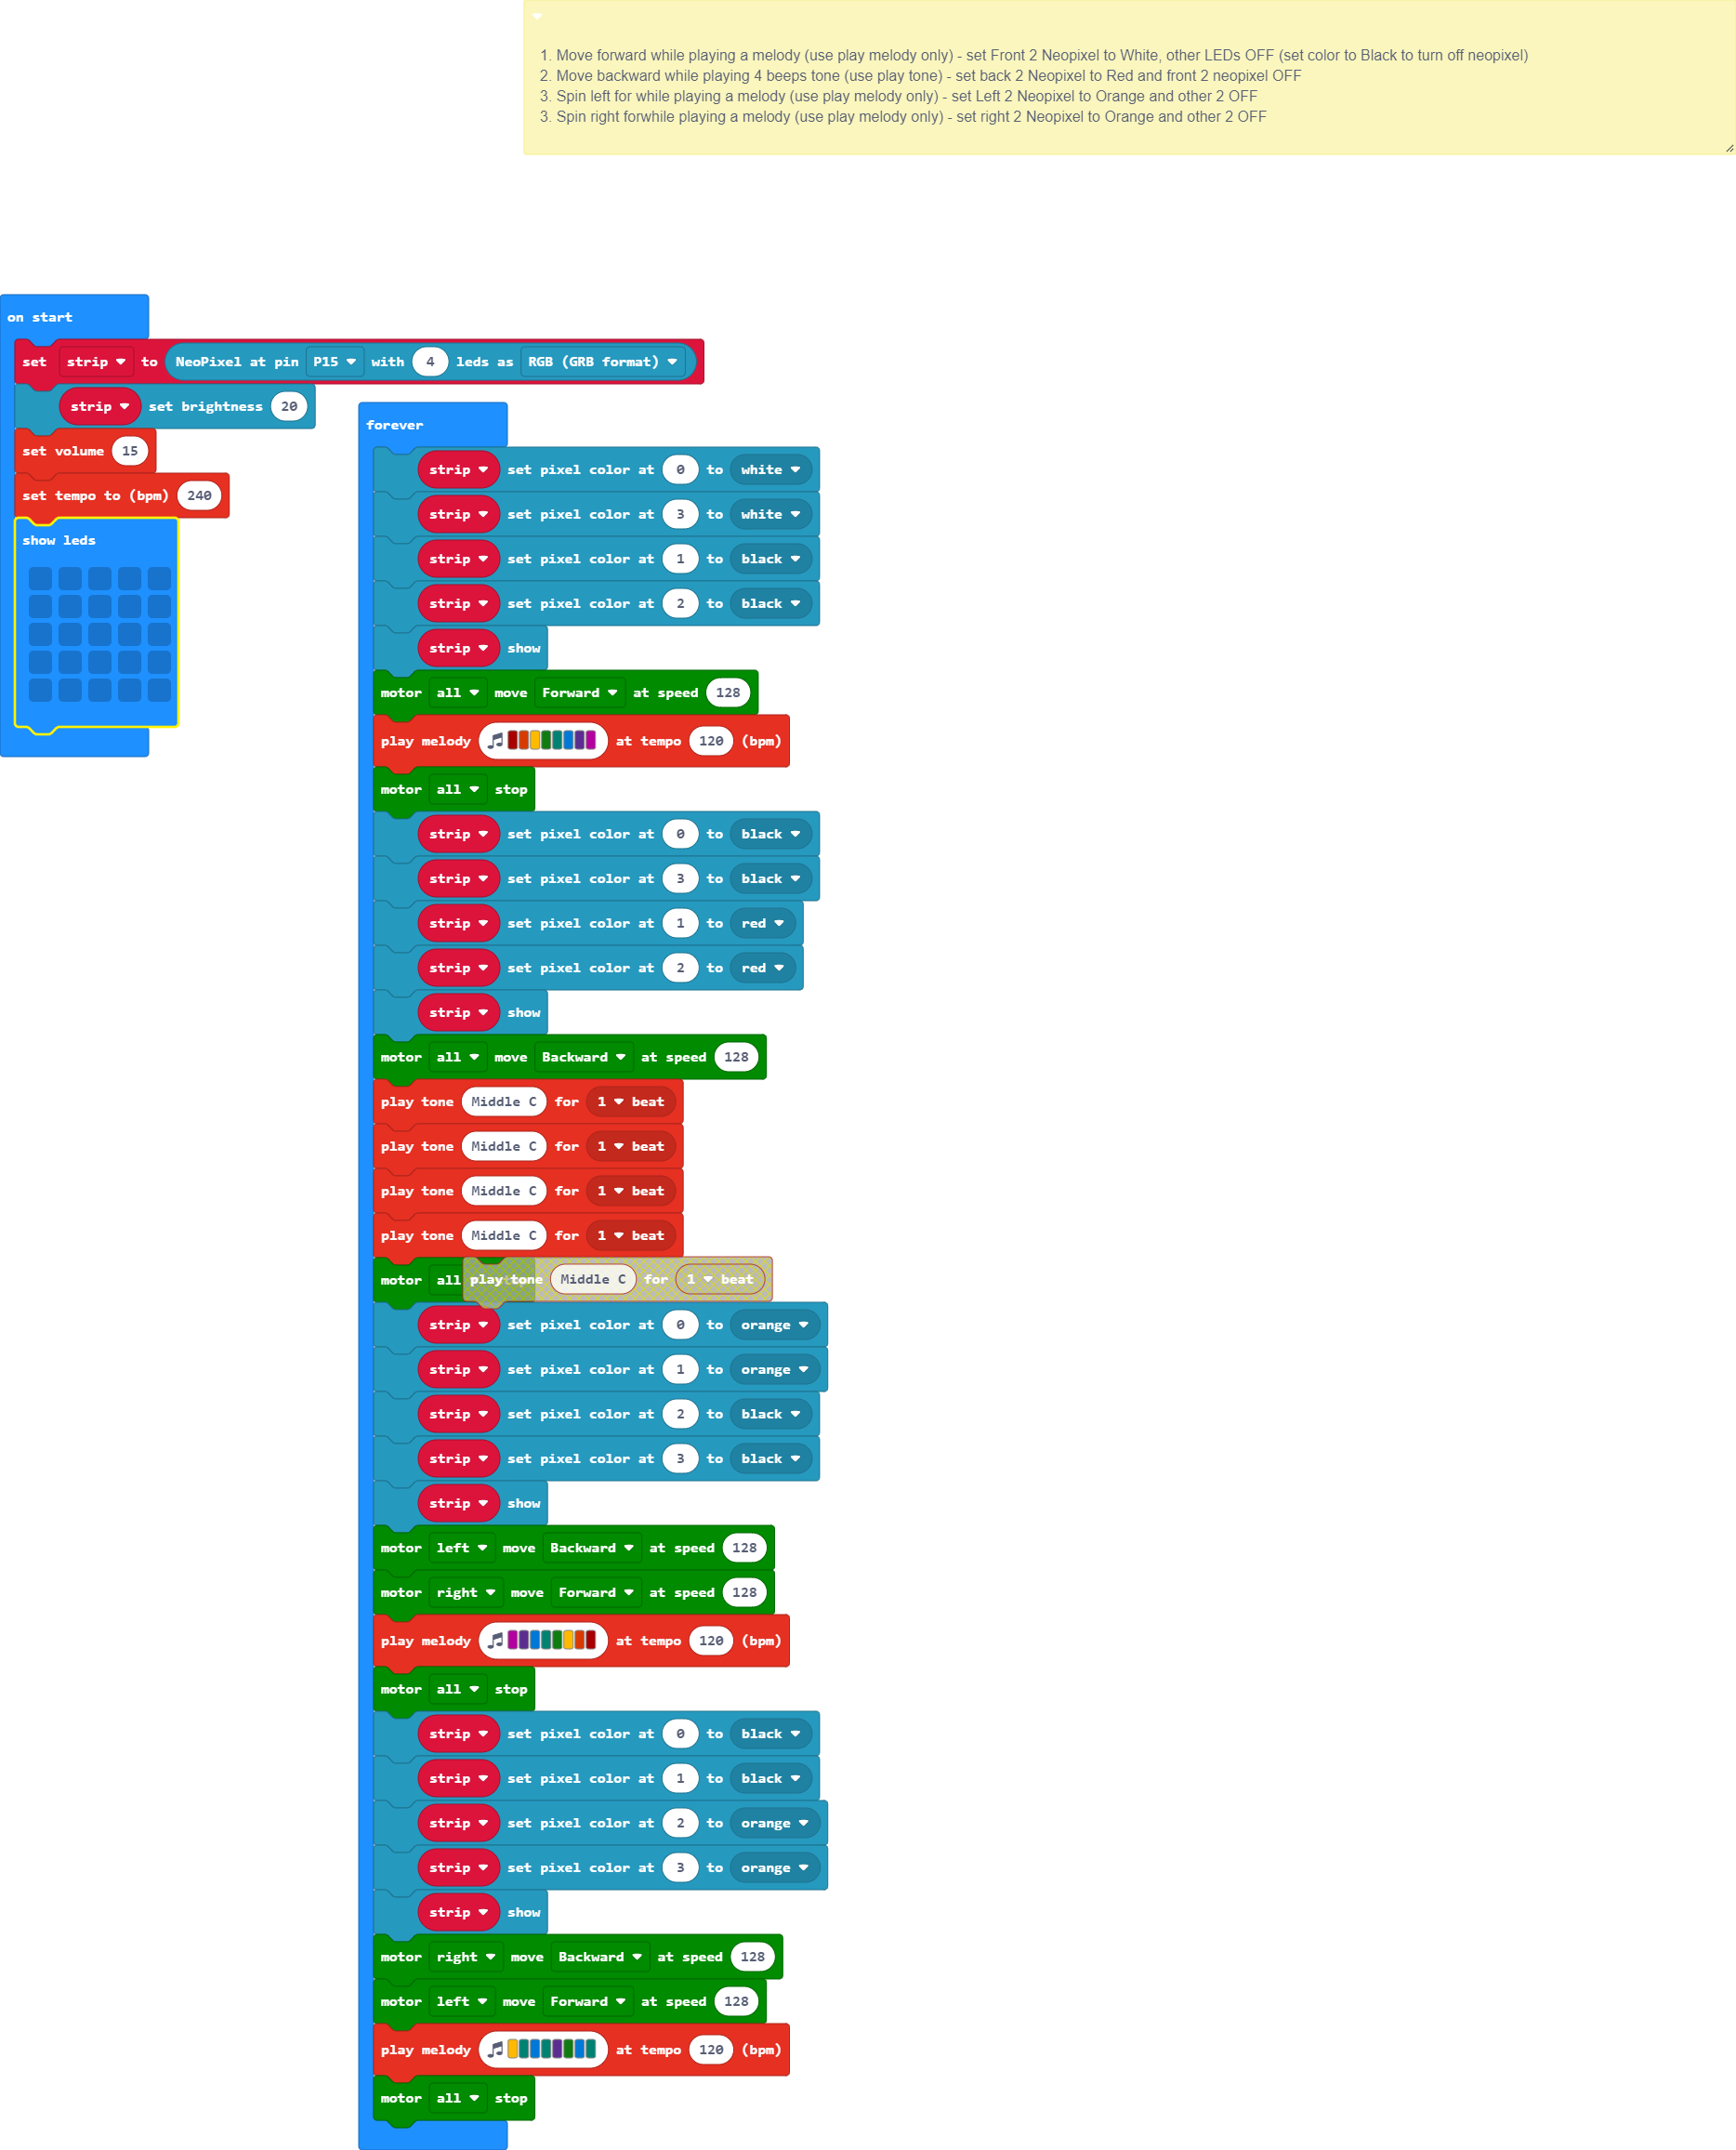 1. Move forward while playing a melody (use play melody only) - set Front 2 Neopixel to White, other LEDs OFF (set color to Black to turn off neopixel)
2. Move backward while playing 4 beeps tone (use play tone) - set back 2 Neopixel to Red and front 2 neopixel OFF
3. Spin left for while playing a melody (use play melody only) - set Left 2 Neopixel to Orange and other 2 OFF
3. Spin right forwhile playing a melody (use play melody only) - set right 2 Neopixel to Orange and other 2 OFF
on start
set strip to NeoPixel at pin P15 with 4 leds as RGB (GRB format)
strip set brightness 20
set volume 15
set tempo to (bpm) 240
show leds
forever
strip set pixel color at 0 to white
strip set pixel color at 3 to white
strip set pixel color at 1 to black
strip set pixel color at 2 to black
strip show
motor all move Forward at speed 128
play melody at tempo 120 (bpm)
motor all stop
strip set pixel color at 0 to black
strip set pixel color at 3 to black
strip set pixel color at 1 to red
strip set pixel color at 2 to red
strip show
motor all move Backward at speed 128
play tone Middle C for 1 beat
play tone Middle C for 1 beat
play tone Middle C for 1 beat
play tone Middle C for 1 beat
motor all
play tone Middle C for 1 beat
strip set pixel color at 0 to orange
strip set pixel color at 1 to orange
strip set pixel color at 2 to black
strip set pixel color at 3 to black
strip show
motor left move Backward at speed 128
motor right move Forward at speed 128
play melody at tempo 120 (bpm)
motor all stop
strip set pixel color at 0 to black
strip set pixel color at 1 to black
strip set pixel color at 2 to orange
strip set pixel color at 3 to orange
strip show
motor right move Backward at speed 128
motor left move Forward at speed 128
play melody at tempo 120 (bpm)
motor all stop